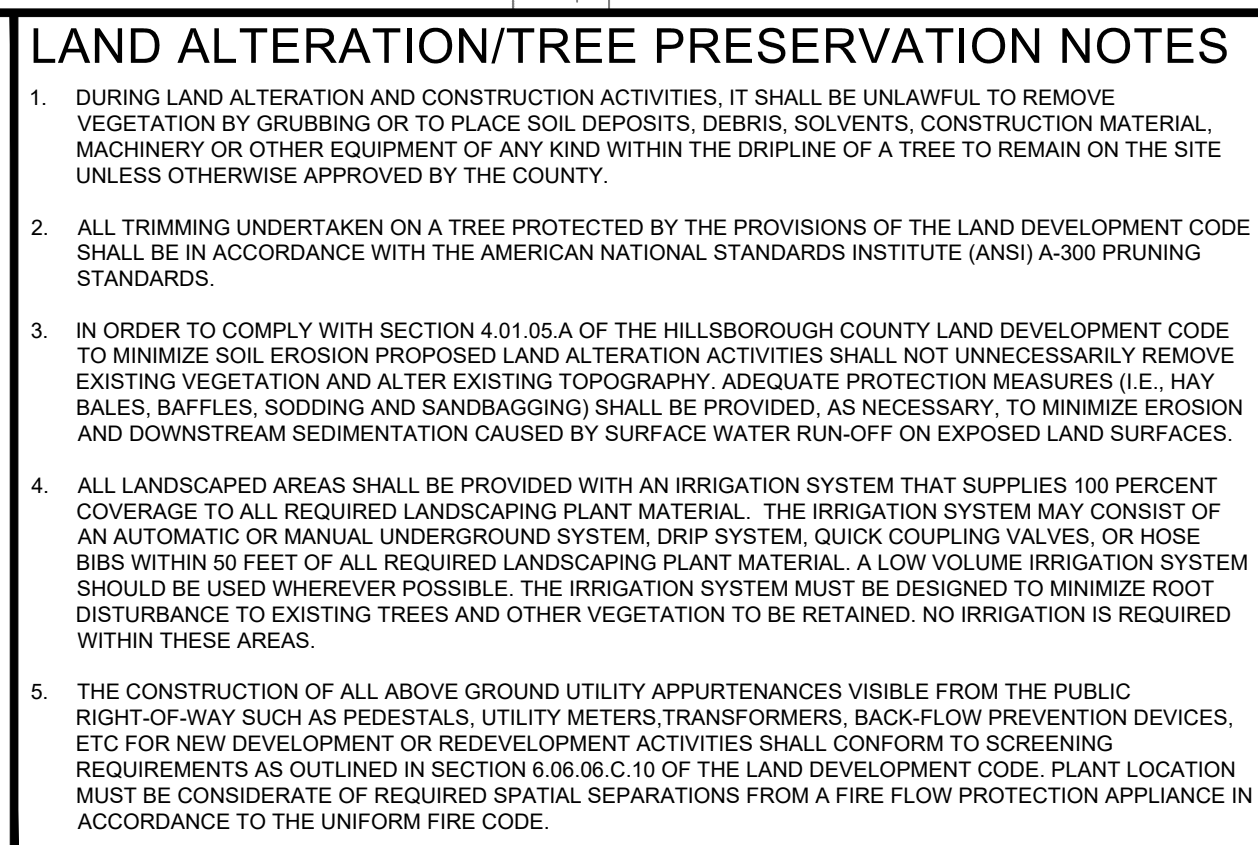 LAND ALTERATION/TREE PRESERVATION NOTES
1. DURING LAND ALTERATION AND CONSTRUCTION ACTIVITIES, IT SHALL BE UNLAWFUL TO REMOVE
VEGETATION BY GRUBBING OR TO PLACE SOIL DEPOSITS, DEBRIS, SOLVENTS, CONSTRUCTION MATERIAL,
MACHINERY OR OTHER EQUIPMENT OF ANY KIND WITHIN THE DRIPLINE OF A TREE TO REMAIN ON THE SITE
UNLESS OTHERWISE APPROVED BY THE COUNTY.
2. ALL TRIMMING UNDERTAKEN ON A TREE PROTECTED BY THE PROVISIONS OF THE LAND DEVELOPMENT CODE
SHALL BE IN ACCORDANCE WITH THE AMERICAN NATIONAL STANDARDS INSTITUTE (ANSI) A-300 PRUNING
STANDARDS.
3. IN ORDER TO COMPLY WITH SECTION 4.01.05.A OF THE HILLSBOROUGH COUNTY LAND DEVELOPMENT CODE
TO MINIMIZE SOIL EROSION PROPOSED LAND ALTERATION ACTIVITIES SHALL NOT UNNECESSARILY REMOVE
EXISTING VEGETATION AND ALTER EXISTING TOPOGRAPHY. ADEQUATE PROTECTION MEASURES (I.E., HAY
BALES, BAFFLES, SODDING AND SANDBAGGING) SHALL BE PROVIDED, AS NECESSARY, TO MINIMIZE EROSION
AND DOWNSTREAM SEDIMENTATION CAUSED BY SURFACE WATER RUN-OFF ON EXPOSED LAND SURFACES.
4. ALL LANDSCAPED AREAS SHALL BE PROVIDED WITH AN IRRIGATION SYSTEM THAT SUPPLIES 100 PERCENT
COVERAGE TO ALL REQUIRED LANDSCAPING PLANT MATERIAL. THE IRRIGATION SYSTEM MAY CONSIST OF
AN AUTOMATIC OR MANUAL UNDERGROUND SYSTEM, DRIP SYSTEM, QUICK COUPLING VALVES, OR HOSE
BIBS WITHIN 50 FEET OF ALL REQUIRED LANDSCAPING PLANT MATERIAL. A LOW VOLUME IRRIGATION SYSTEM
SHOULD BE USED WHEREVER POSSIBLE. THE IRRIGATION SYSTEM MUST BE DESIGNED TO MINIMIZE ROOT
DISTURBANCE TO EXISTING TREES AND OTHER VEGETATION TO BE RETAINED. NO IRRIGATION IS REQUIRED
WITHIN THESE AREAS.
5. THE CONSTRUCTION OF ALL ABOVE GROUND UTILITY APPURTENANCES VISIBLE FROM THE PUBLIC
RIGHT-OF-WAY SUCH AS PEDESTALS, UTILITY METERS,TRANSFORMERS, BACK-FLOW PREVENTION DEVICES,
ETC FOR NEW DEVELOPMENT OR REDEVELOPMENT ACTIVITIES SHALL CONFORM TO SCREENING
REQUIREMENTS AS OUTLINED IN SECTION 6.06.06.C.10 OF THE LAND DEVELOPMENT CODE. PLANT LOCATION
MUST BE CONSIDERATE OF REQUIRED SPATIAL SEPARATIONS FROM A FIRE FLOW PROTECTION APPLIANCE IN
ACCORDANCE TO THE UNIFORM FIRE CODE.